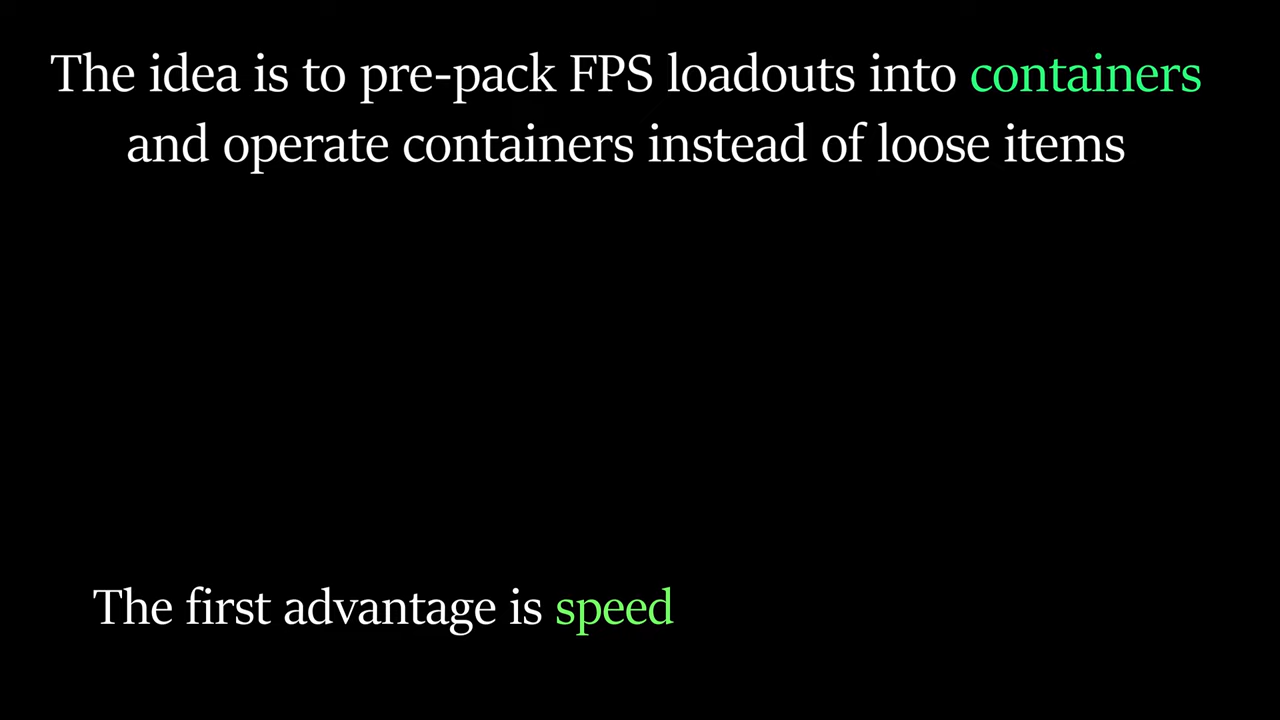 The idea is to pre-pack FPS loadouts into containers
and operate containers instead of loose items
The first advantage is speed